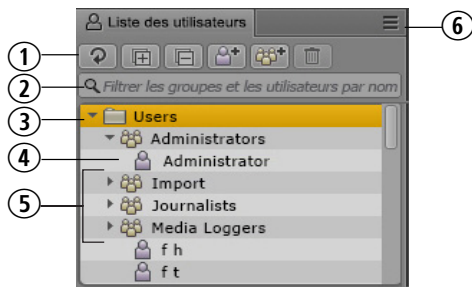 Liste des utilisateurs
6
1
2
Filtrer les groupes et les utilisateurs par nom
3
Users
Administrators
4
Administrator
5
Import
Journalists
Media Loggers
f h
f t